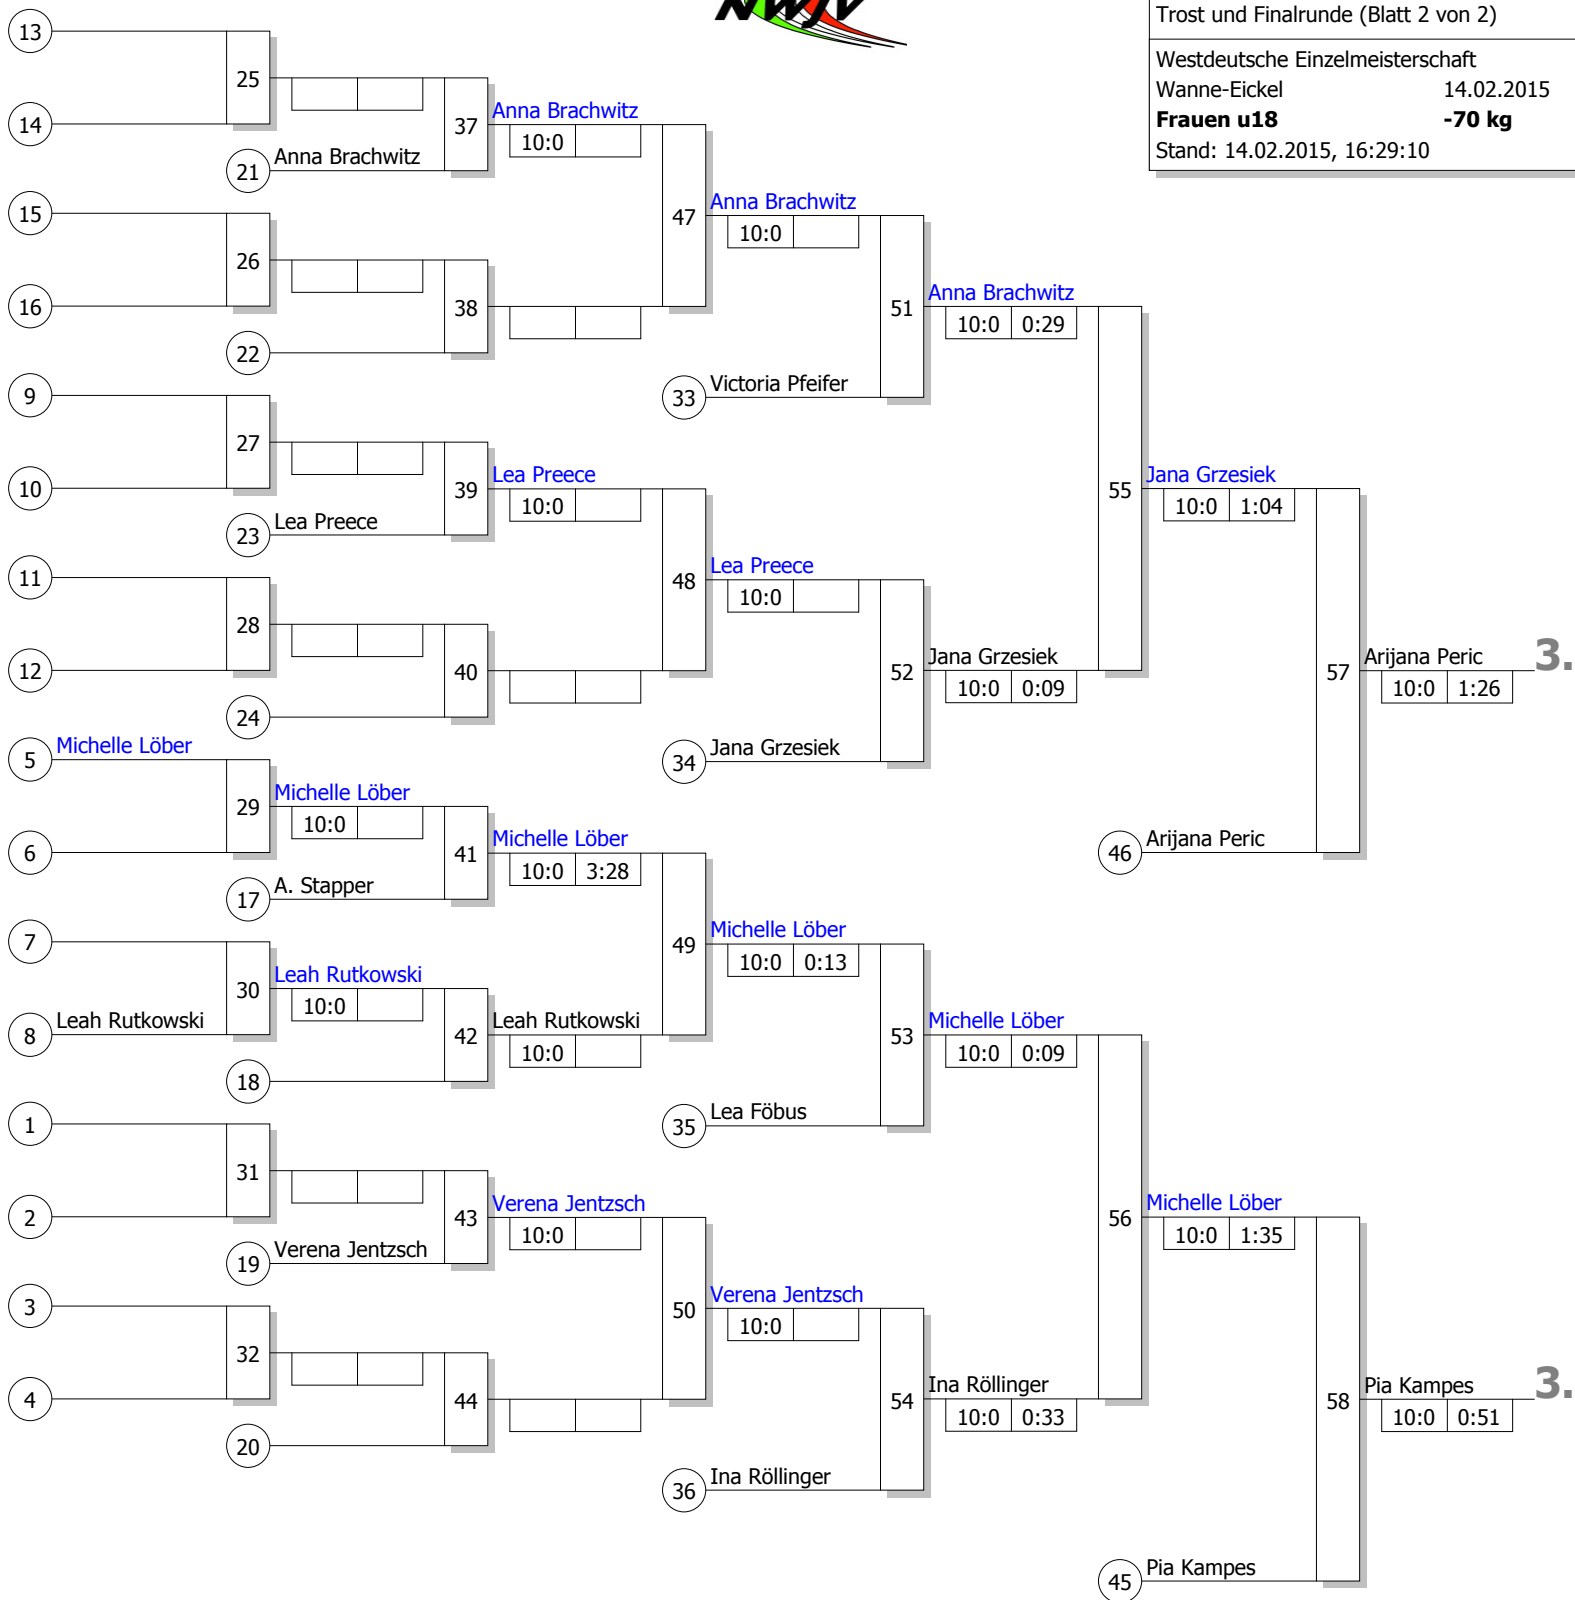 NWJV
Trost und Finalrunde (Blatt 2 von 2)
Westdeutsche Einzelmeisterschaft
Wanne-Eickel 14.02.2015
Frauen u18 -70 kg
Stand: 14.02.2015, 16:29:10
13
25
14
37
Anna Brachwitz
10:0
21 Anna Brachwitz
15
47
Anna Brachwitz
10:0
26
16
38
51
Anna Brachwitz
10:0 0:29
22
33 Victoria Pfeifer
9
27
10
39
Lea Preece
10:0
55
Jana Grzesiek
10:0 1:04
23 Lea Preece
11
48
Lea Preece
10:0
28
12
40
52
Jana Grzesiek
10:0 0:09
57
Arijana Peric
10:0 1:26
3.
24
5 Michelle Löber
34 Jana Grzesiek
29
Michelle Löber
10:0
6
41
Michelle Löber
10:0 3:28
46 Arijana Peric
17 A. Stapper
7
49
Michelle Löber
10:0 0:13
30
Leah Rutkowski
10:0
8 Leah Rutkowski
42
Leah Rutkowski
10:0
53
Michelle Löber
10:0 0:09
18
1
35 Lea Föbus
31
2
43
Verena Jentzsch
10:0
56
Michelle Löber
10:0 1:35
19 Verena Jentzsch
3
50
Verena Jentzsch
10:0
32
4
44
54
Ina Röllinger
10:0 0:33
58
Pia Kampes
10:0 0:51
3.
20
36 Ina Röllinger
45 Pia Kampes